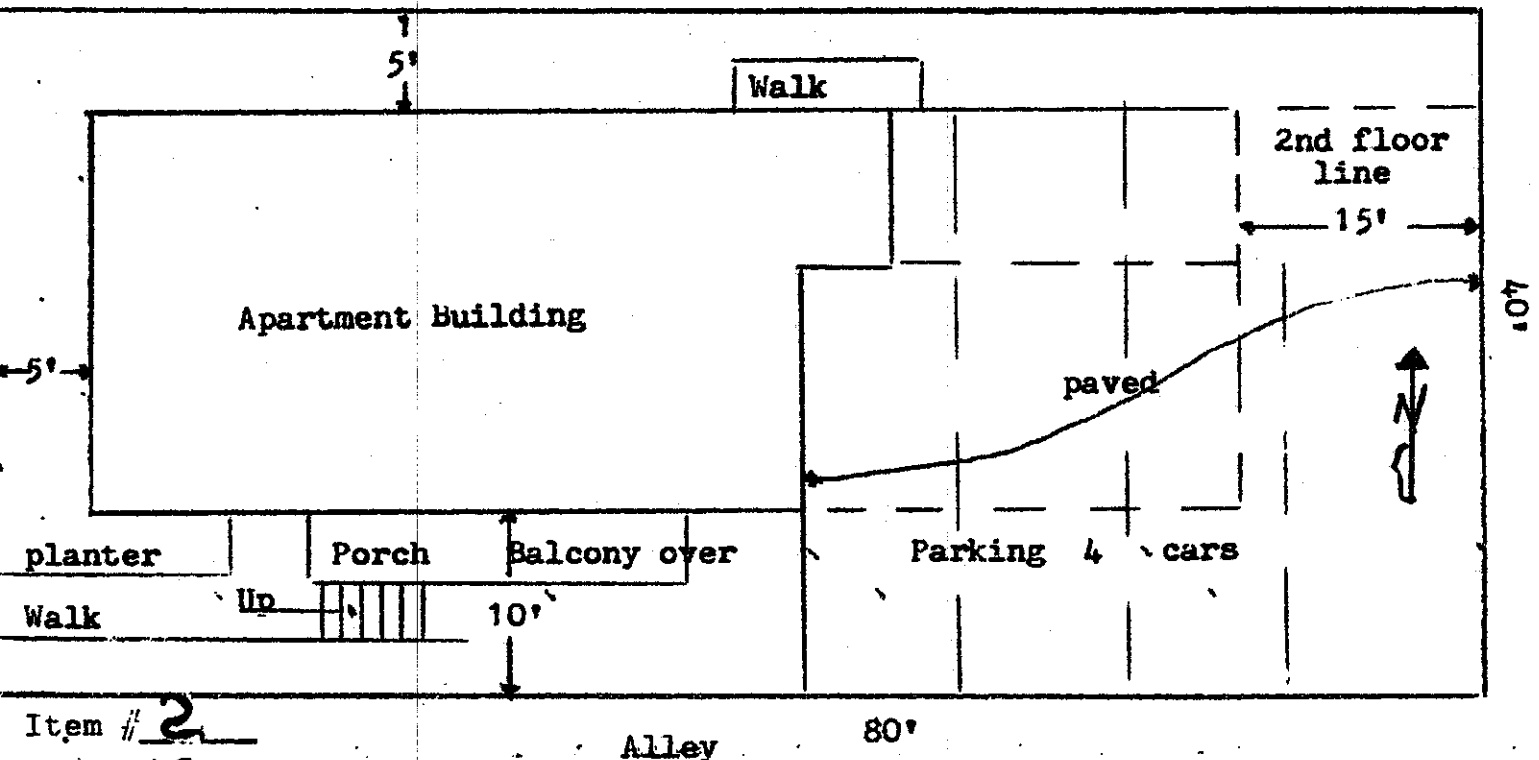 5'
Walk
2nd floor
line
15'
40'
Apartment Building
5'
paved
N
planter
Porch
Balcony over
Parking 4 cars
Up
Walk
10'
Item # 2
80'
Alley